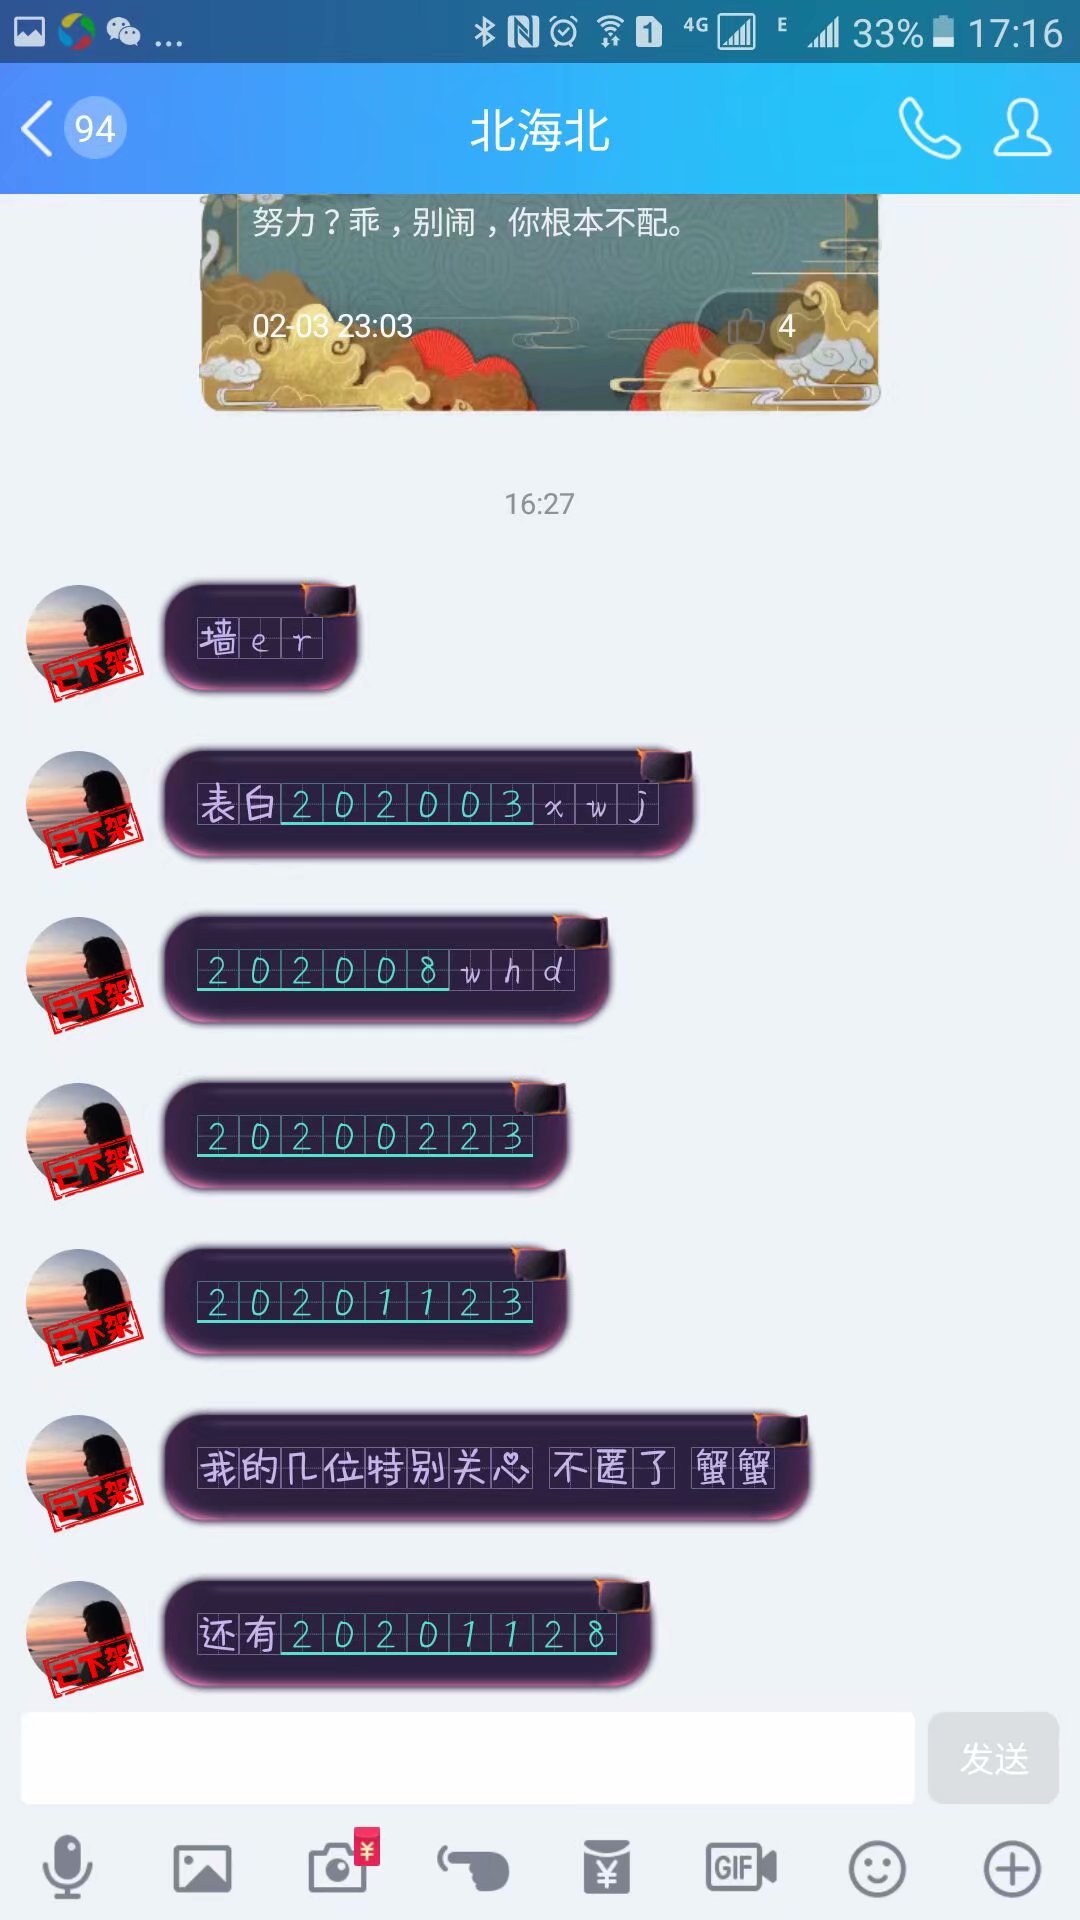 1 4G E 33% 17:16
94 北海北
努力？乖，别闹，你根本不配。
02-03 23:03 4
16:27
已下架
墙er
已下架
表白202003xwj
已下架
202008whd
已下架
20200223
已下架
20201123
已下架
我的几位特别关心 不匿了 蟹蟹
已下架
还有20201128
发送
¥ ¥ GIF